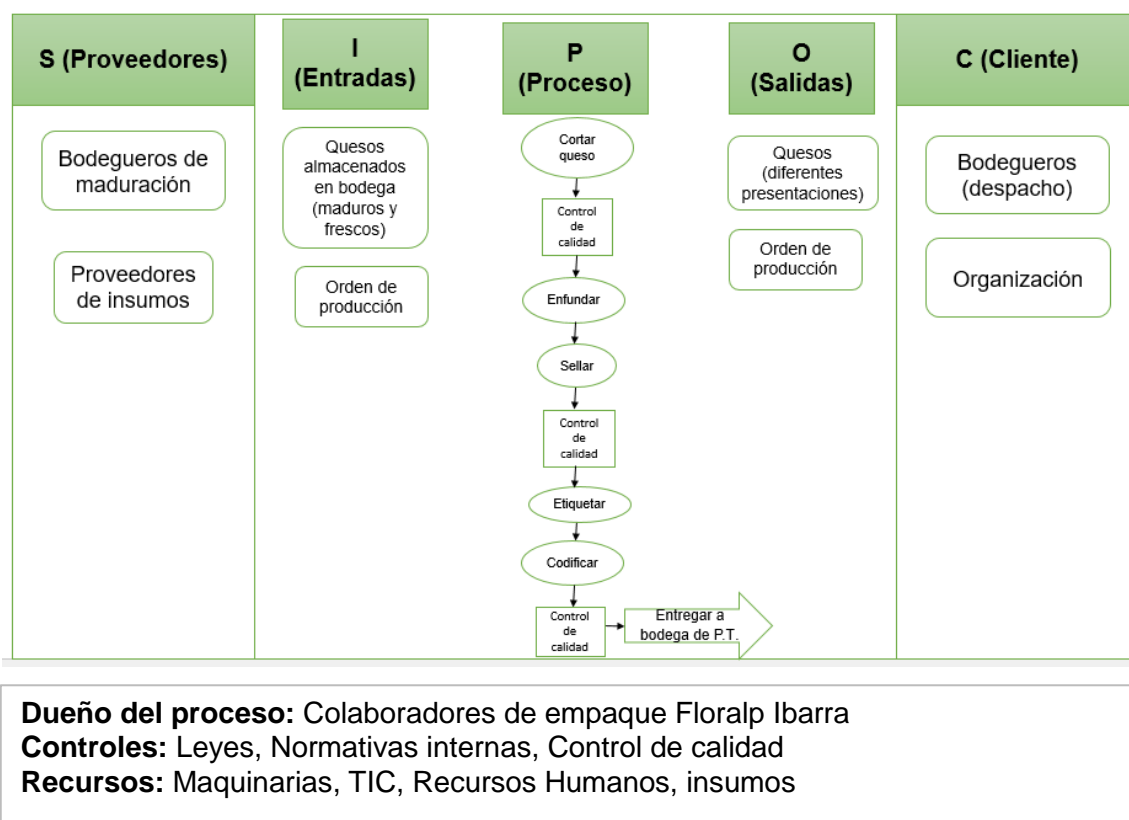 S (Proveedores)
I
(Entradas)
P
(Proceso)
O
(Salidas)
C (Cliente)
Bodegueros de
maduración
Proveedores
de insumos
Quesos
almacenados
en bodega
(maduros y
frescos)
Orden de
producción
Cortar
queso
Control
de
calidad
Enfundar
Sellar
Control
de
calidad
Etiquetar
Codificar
Control
de
calidad
Entregar a
bodega de P.T.
Quesos
(diferentes
presentaciones)
Orden de
producción
Bodegueros
(despacho)
Organización
Dueño del proceso: Colaboradores de empaque Floralp Ibarra
Controles: Leyes, Normativas internas, Control de calidad
Recursos: Maquinarias, TIC, Recursos Humanos, insumos